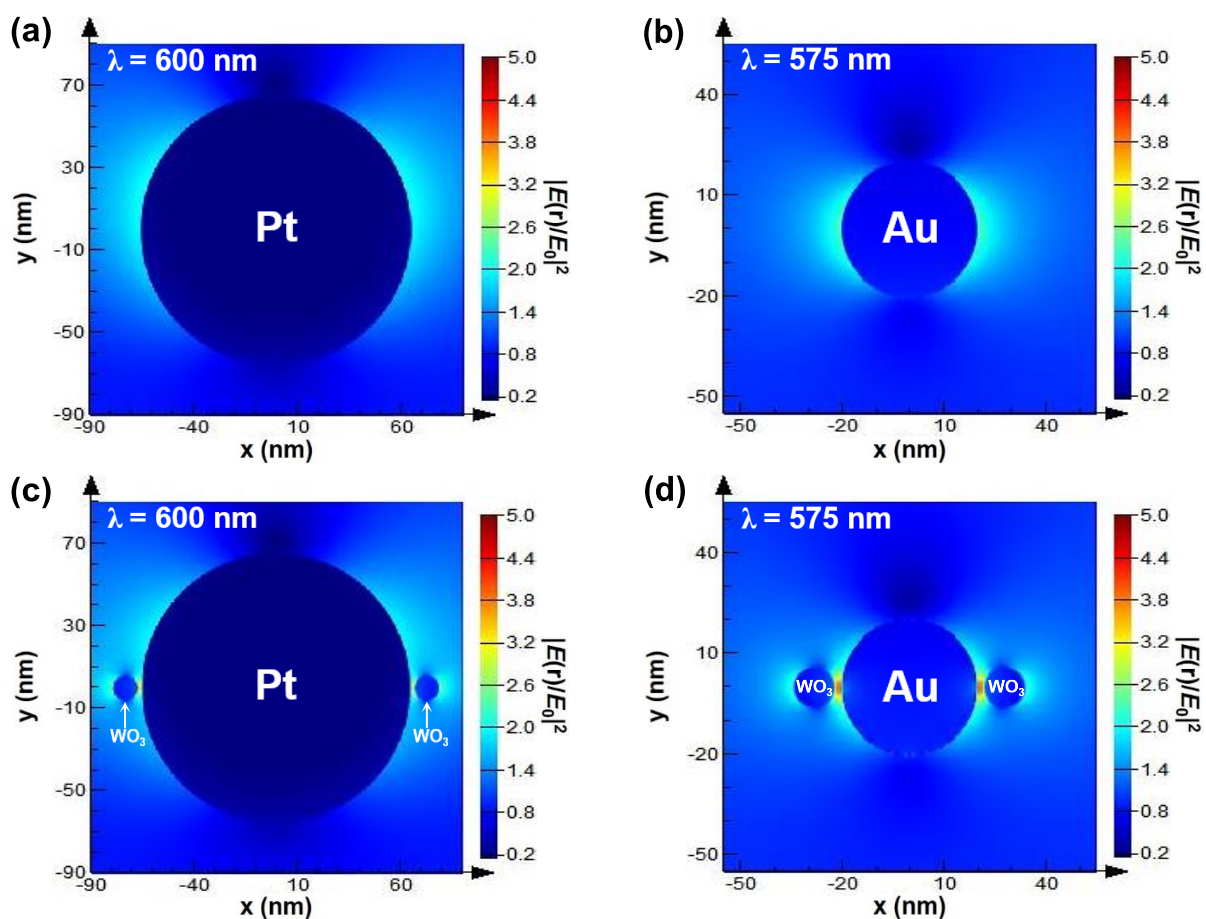 (a)
λ = 600 nm
Pt
y (nm)
70
30
-10
-50
-90
-90
-40
10
60
x (nm)
5.0
4.4
3.8
3.2
2.6
2.0
1.4
0.8
0.2
|E(r)/E₀|²
(b)
λ = 575 nm
Au
y (nm)
40
10
-20
-50
-50
-20
10
40
x (nm)
5.0
4.4
3.8
3.2
2.6
2.0
1.4
0.8
0.2
|E(r)/E₀|²
(c)
λ = 600 nm
Pt
WO₃
WO₃
y (nm)
70
30
-10
-50
-90
-90
-40
10
60
x (nm)
5.0
4.4
3.8
3.2
2.6
2.0
1.4
0.8
0.2
|E(r)/E₀|²
(d)
λ = 575 nm
WO₃
Au
WO₃
y (nm)
40
10
-20
-50
-50
-20
10
40
x (nm)
5.0
4.4
3.8
3.2
2.6
2.0
1.4
0.8
0.2
|E(r)/E₀|²